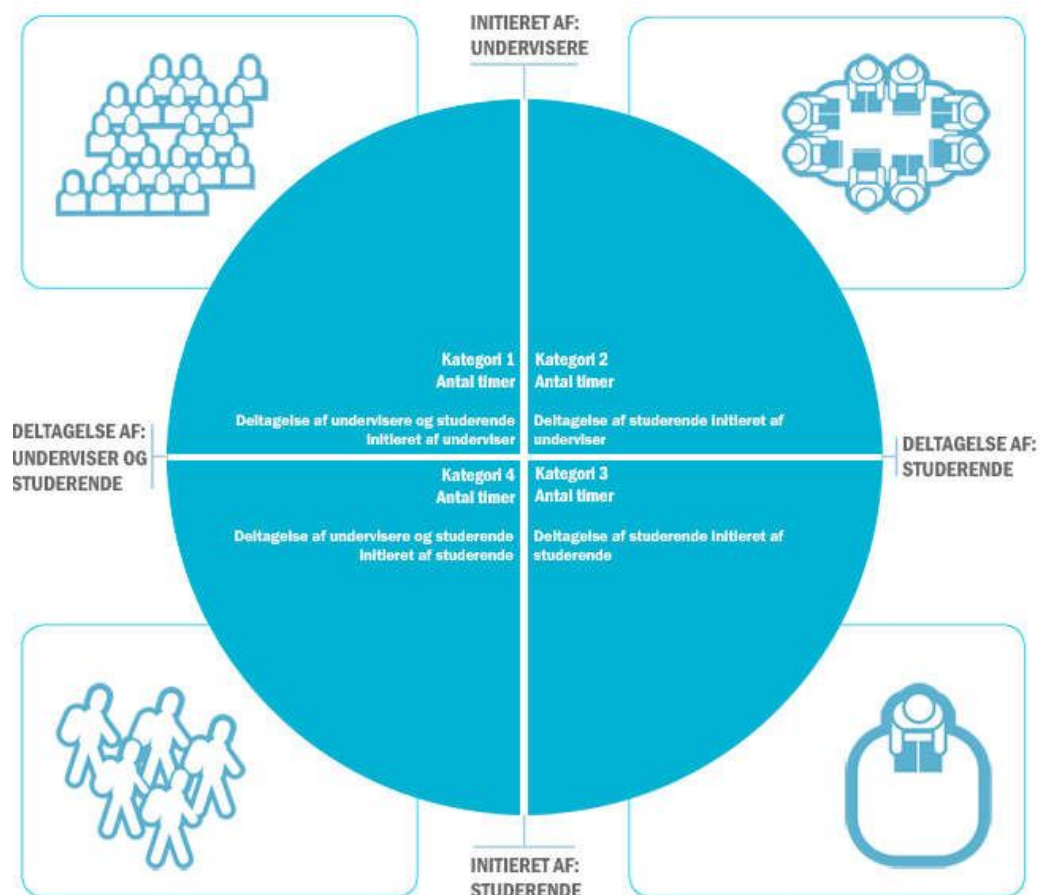 INITIERET AF:
UNDERVISERE
Kategori 1
Antal timer
Deltagelse af undervisere og studerende
initieret af underviser
Kategori 2
Antal timer
Deltagelse af studerende initieret af
underviser
DELTAGELSE AF:
UNDERVISER OG
STUDERENDE
DELTAGELSE AF:
STUDERENDE
Kategori 4
Antal timer
Deltagelse af undervisere og studerende
initieret af studerende
Kategori 3
Antal timer
Deltagelse af studerende initieret af
studerende
INITIERET AF:
STUDERENDE